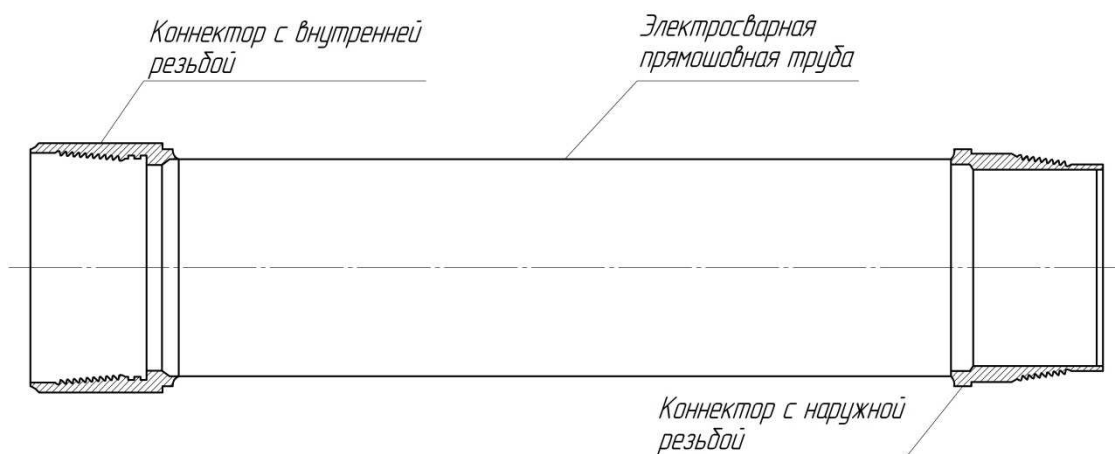 Коннектор с внутренней
резьбой
Электросварная
прямошовная труба
Коннектор с наружной
резьбой